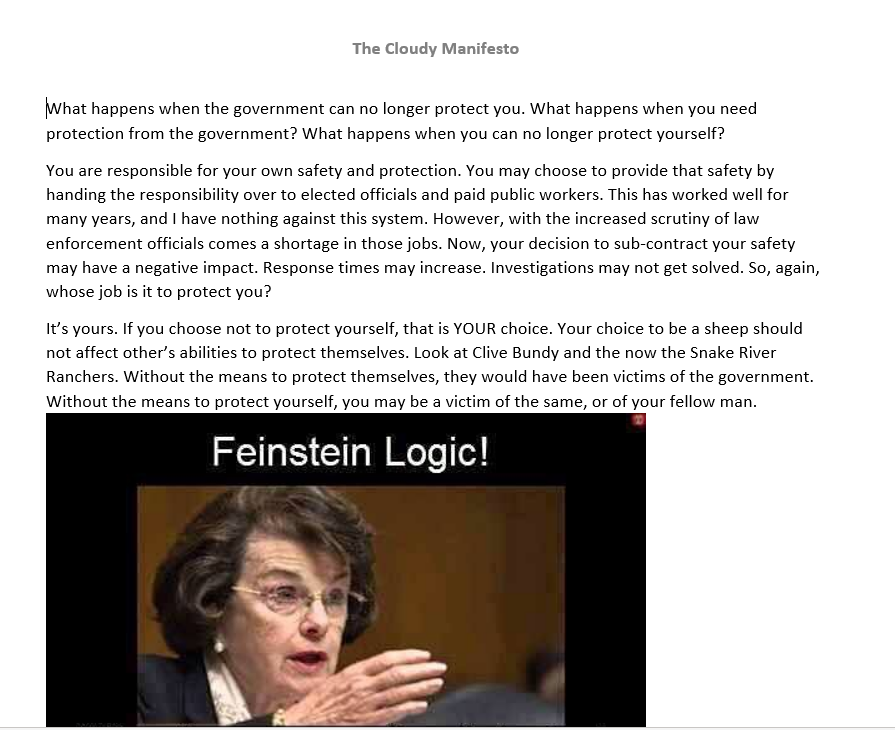 The Cloudy Manifesto
What happens when the government can no longer protect you. What happens when you need
protection from the government? What happens when you can no longer protect yourself?
You are responsible for your own safety and protection. You may choose to provide that safety by
handing the responsibility over to elected officials and paid public workers. This has worked well for
many years, and I have nothing against this system. However, with the increased scrutiny of law
enforcement officials comes a shortage in those jobs. Now, your decision to sub-contract your safety
may have a negative impact. Response times may increase. Investigations may not get solved. So, again,
whose job is it to protect you?
It’s yours. If you choose not to protect yourself, that is YOUR choice. Your choice to be a sheep should
not affect other’s abilities to protect themselves. Look at Clive Bundy and the now the Snake River
Ranchers. Without the means to protect themselves, they would have been victims of the government.
Without the means to protect yourself, you may be a victim of the same, or of your fellow man.
Feinstein Logic!